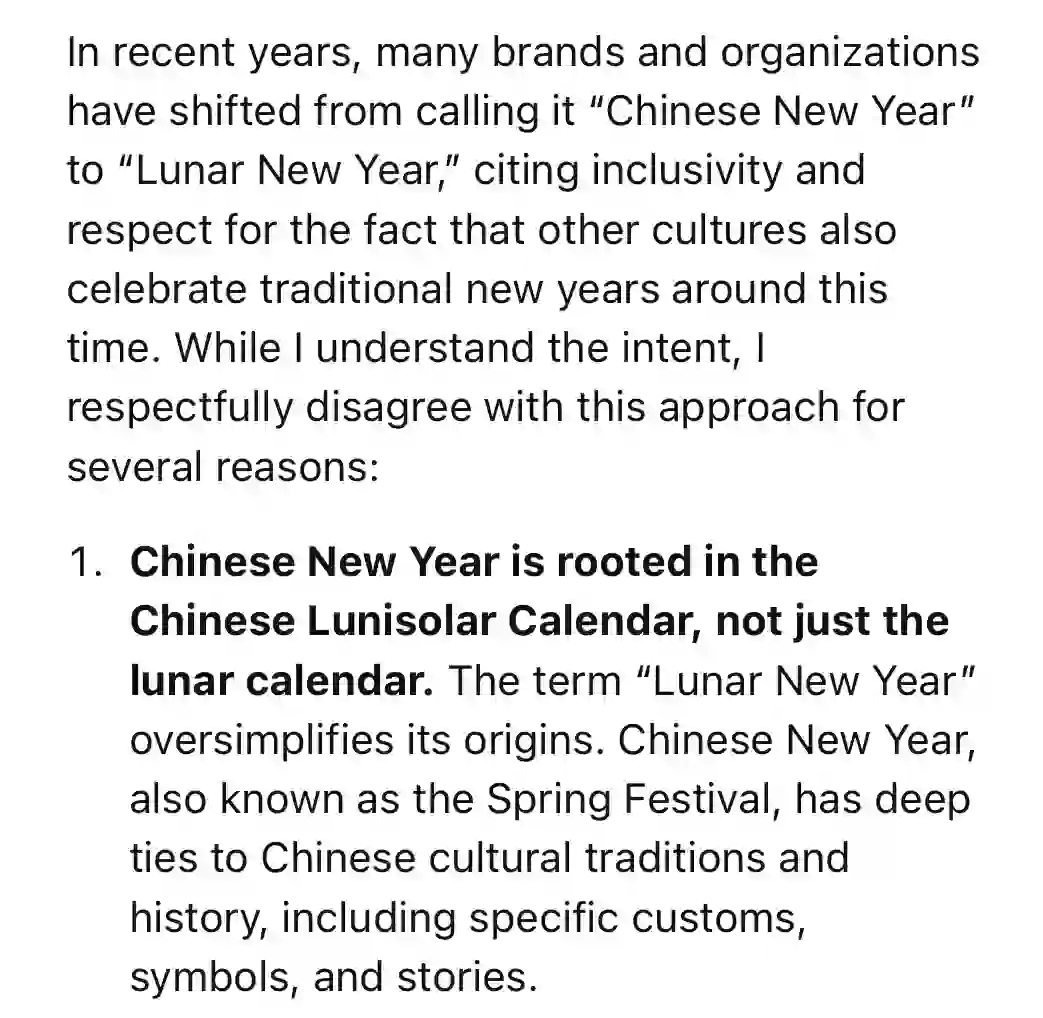 In recent years, many brands and organizations
have shifted from calling it “Chinese New Year”
to “Lunar New Year,” citing inclusivity and
respect for the fact that other cultures also
celebrate traditional new years around this
time. While I understand the intent, I
respectfully disagree with this approach for
several reasons:
1. Chinese New Year is rooted in the
Chinese Lunisolar Calendar, not just the
lunar calendar. The term “Lunar New Year”
oversimplifies its origins. Chinese New Year,
also known as the Spring Festival, has deep
ties to Chinese cultural traditions and
history, including specific customs,
symbols, and stories.